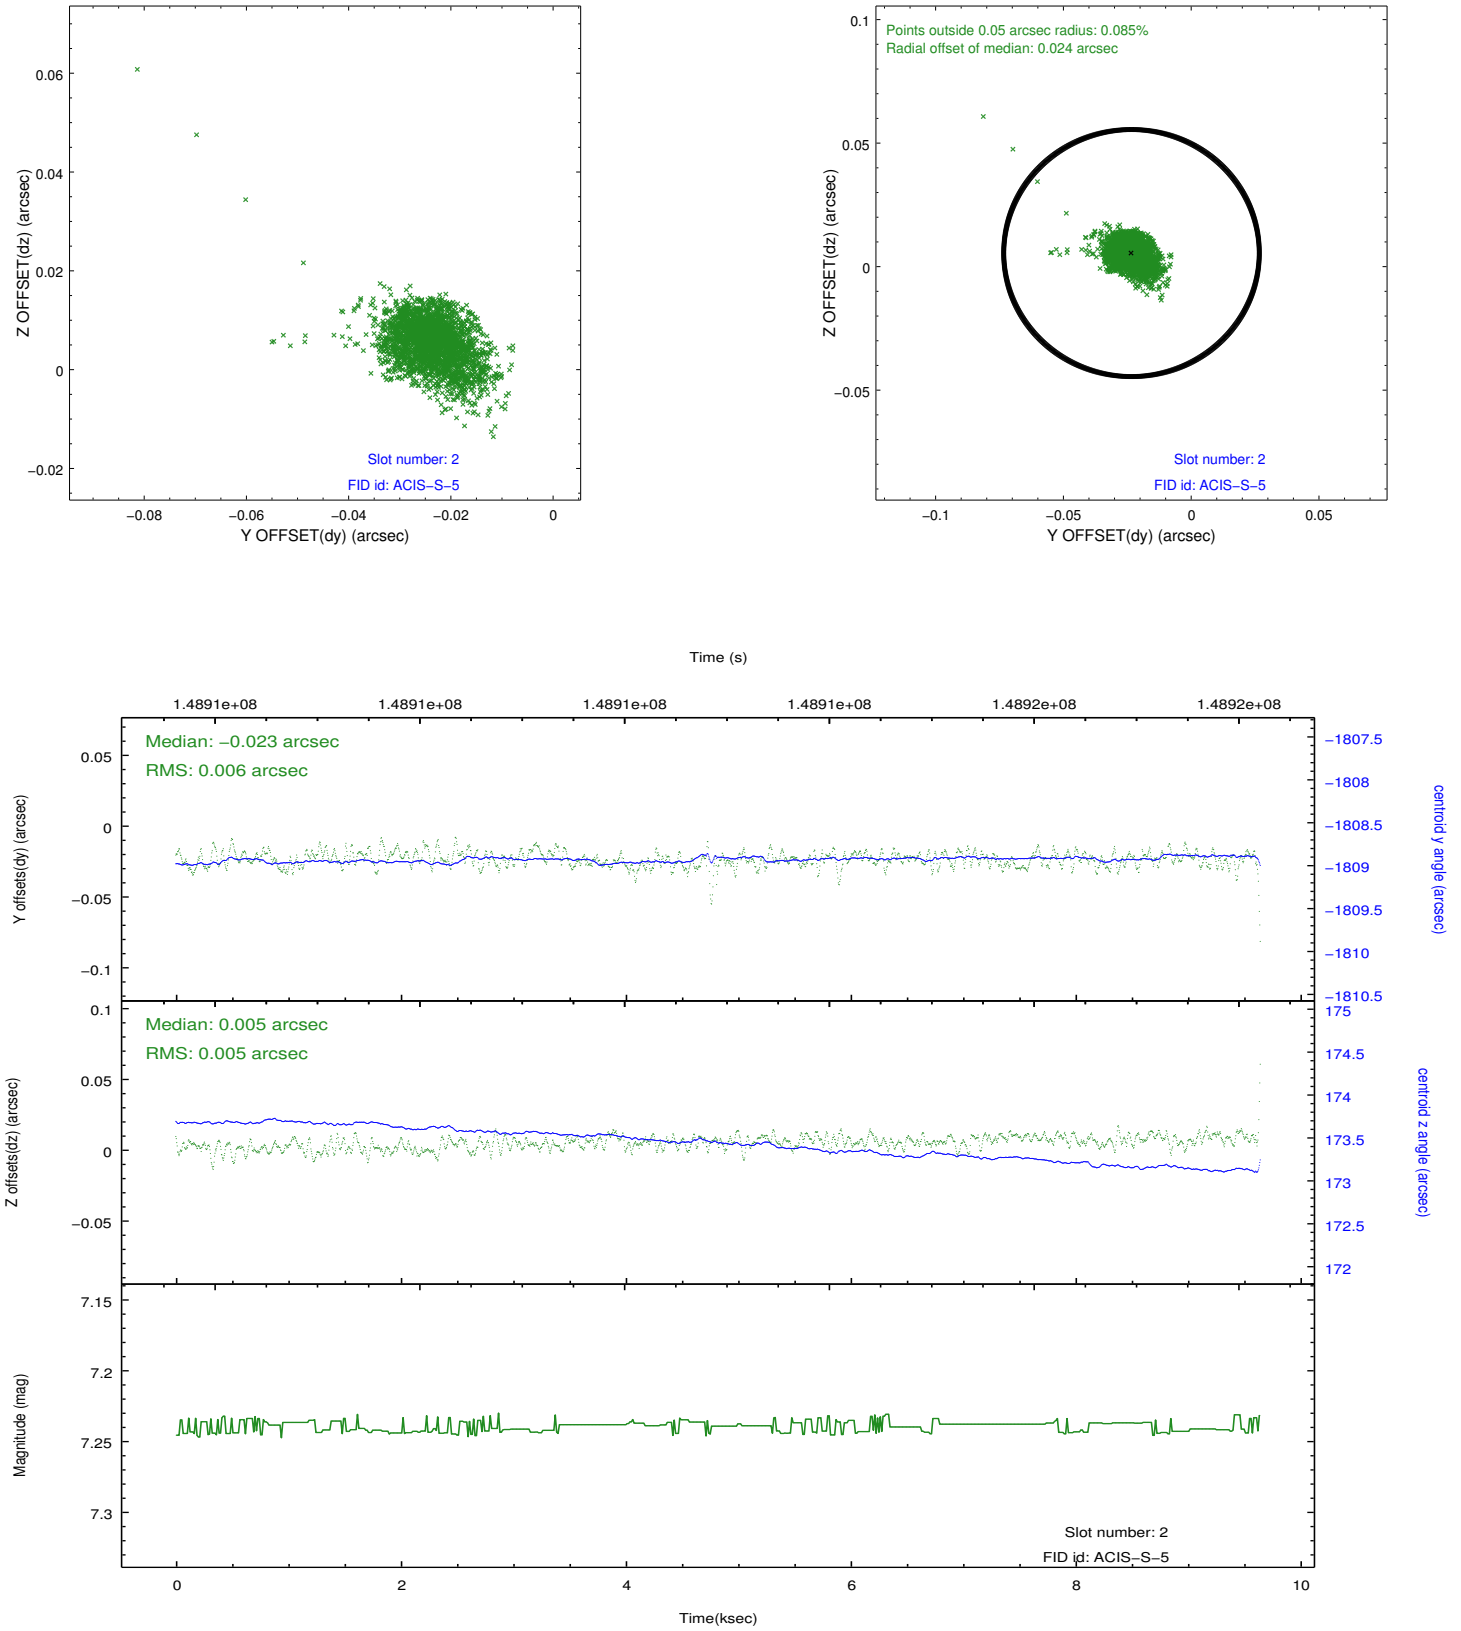 0.06
0.04
0.02
0
−0.02
Z OFFSET(dz) (arcsec)
Slot number: 2
FID id: ACIS−S−5
−0.08
−0.06
−0.04
−0.02
0
Y OFFSET(dy) (arcsec)
Points outside 0.05 arcsec radius: 0.085%
Radial offset of median: 0.024 arcsec
0.1
0.05
0
−0.05
Z OFFSET(dz) (arcsec)
Slot number: 2
FID id: ACIS−S−5
−0.1
−0.05
0
0.05
Y OFFSET(dy) (arcsec)
Time (s)
1.4891e+08
1.4891e+08
1.4891e+08
1.4891e+08
1.4892e+08
1.4892e+08
Median: −0.023 arcsec
RMS: 0.006 arcsec
0.05
0
−0.05
−0.1
Y offsets(dy) (arcsec)
−1807.5
−1808
−1808.5
−1809
−1809.5
−1810
−1810.5
centroid y angle (arcsec)
Median: 0.005 arcsec
RMS: 0.005 arcsec
0.1
0.05
0
−0.05
Z offsets(dz) (arcsec)
175
174.5
174
173.5
173
172.5
172
centroid z angle (arcsec)
7.15
7.2
7.25
7.3
Magnitude (mag)
Slot number: 2
FID id: ACIS−S−5
0
2
4
6
8
10
Time(ksec)